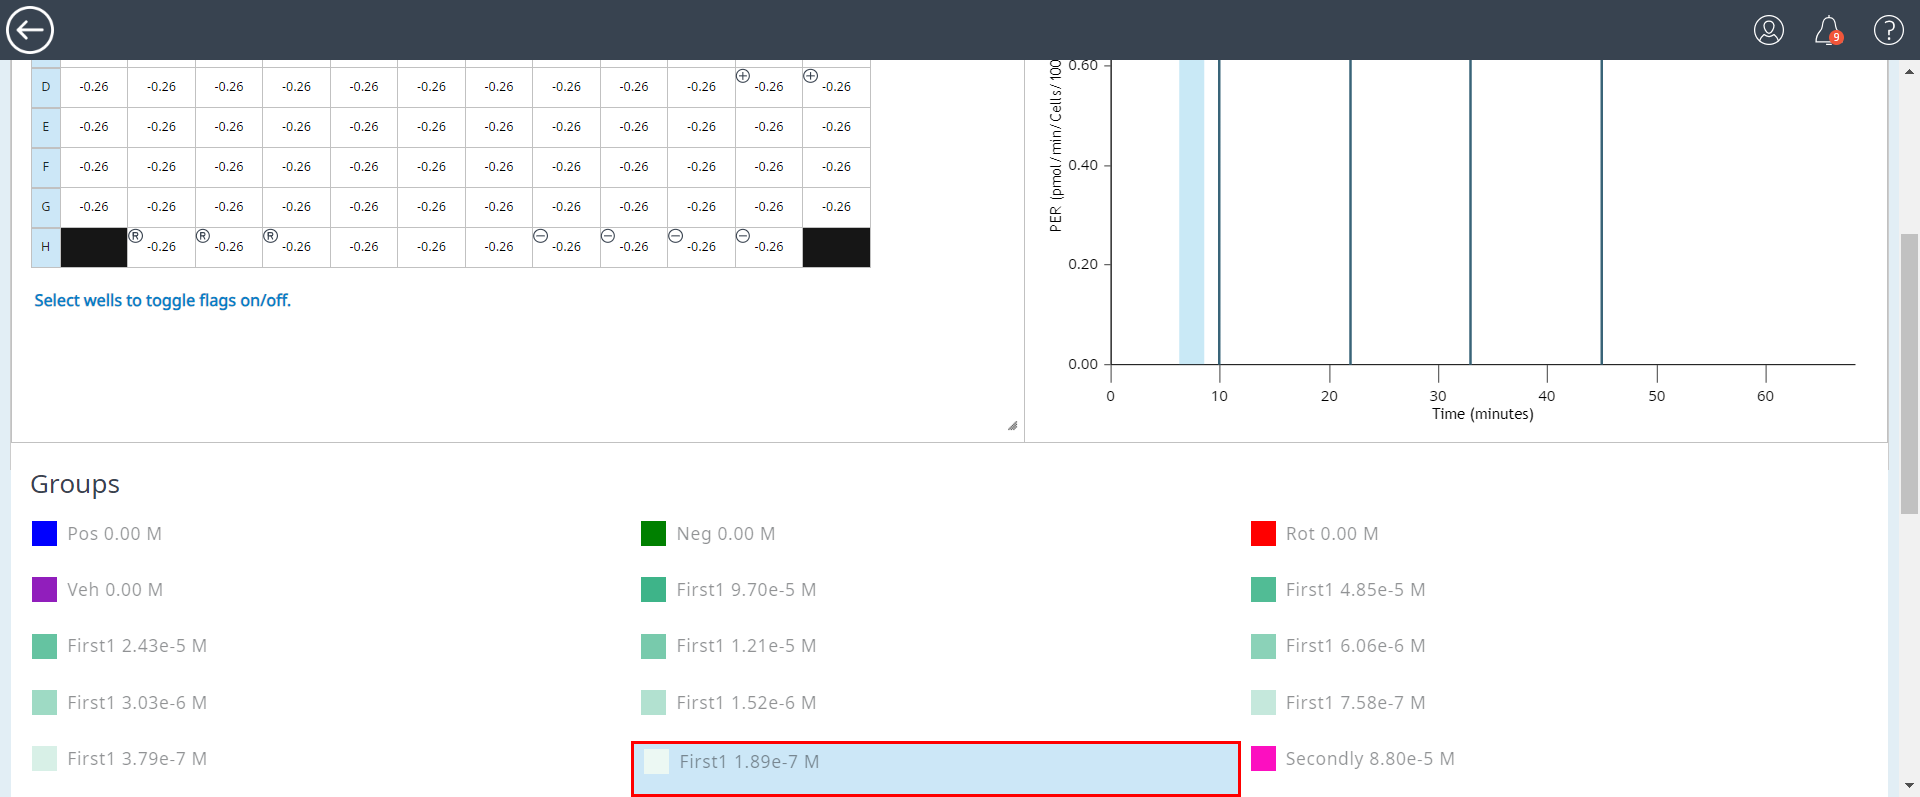 9 ?
D -0.26 -0.26 -0.26 -0.26 -0.26 -0.26 -0.26 -0.26 -0.26 -0.26 + -0.26 + -0.26
E -0.26 -0.26 -0.26 -0.26 -0.26 -0.26 -0.26 -0.26 -0.26 -0.26 -0.26 -0.26
F -0.26 -0.26 -0.26 -0.26 -0.26 -0.26 -0.26 -0.26 -0.26 -0.26 -0.26 -0.26
G -0.26 -0.26 -0.26 -0.26 -0.26 -0.26 -0.26 -0.26 -0.26 -0.26 -0.26 -0.26
H ® -0.26 ® -0.26 ® -0.26 -0.26 -0.26 -0.26 − -0.26 − -0.26 − -0.26 − -0.26
Select wells to toggle flags on/off.
PER (pmol/min/Cells/100
0.60
0.40
0.20
0.00
0 10 20 30 40 50 60
Time (minutes)
Groups
Pos 0.00 M Neg 0.00 M Rot 0.00 M
Veh 0.00 M First1 9.70e-5 M First1 4.85e-5 M
First1 2.43e-5 M First1 1.21e-5 M First1 6.06e-6 M
First1 3.03e-6 M First1 1.52e-6 M First1 7.58e-7 M
First1 3.79e-7 M First1 1.89e-7 M Secondly 8.80e-5 M